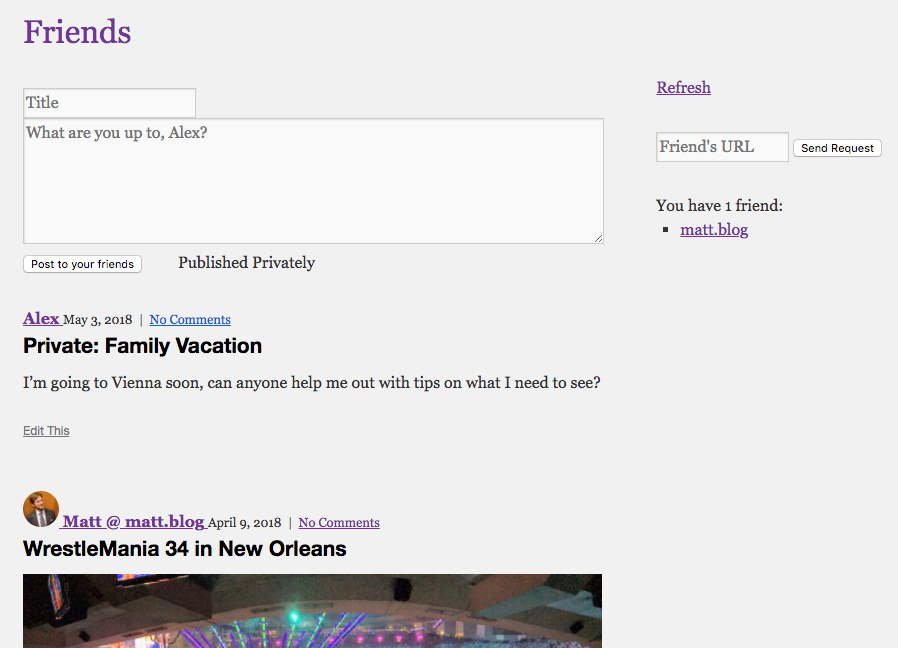 Friends
Refresh
Title
What are you up to, Alex?
Friend's URL
Send Request
You have 1 friend:
matt.blog
Post to your friends
Published Privately
Alex May 3, 2018 | No Comments
Private: Family Vacation
I'm going to Vienna soon, can anyone help me out with tips on what I need to see?
Edit This
Matt @ matt.blog April 9, 2018 | No Comments
WrestleMania 34 in New Orleans